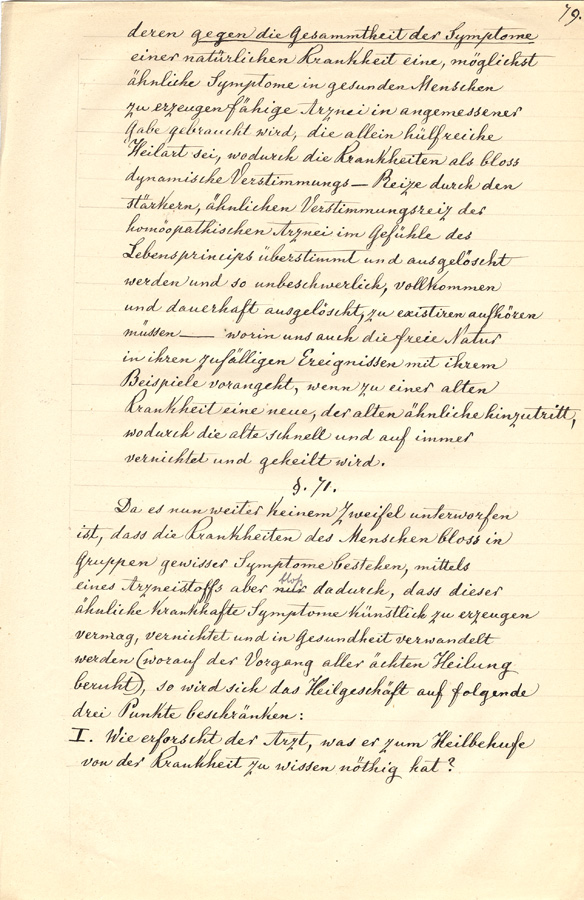 79.
deren gegen die Gesammtheit der Symptome
einer natürlichen Krankheit eine, möglichst
ähnliche Symptome in gesunden Menschen
zu erzeugen fähige Arznei in angemessener
Gabe gebraucht wird, die allein hülfreiche
Heilart sei, wodurch die Krankheiten als bloss
dynamische Verstimmungs – Reize durch den
stärkern, ähnlichen Verstimmungsreiz der
homöopathischen Arznei im Gefühle des
Lebensprincips überstimmt und ausgelöscht
werden und so unbeschwerlich, vollkommen
und dauerhaft ausgelöscht, zu existiren aufhören
müssen — worin uns auch die freie Natur
in ihren zufälligen Ereignissen mit ihrem
Beispiele vorangeht, wenn zu einer alten
Krankheit eine neue, der alten ähnliche hinzutritt,
wodurch die alte schnell und auf immer
vernichtet und geheilt wird.
§. 71.
Da es nun weiter keinem Zweifel unterworfen
ist, dass die Krankheiten des Menschen bloss in
Gruppen gewisser Symptome bestehen, mittels
bloß
eines Arzneistoffs aber nur dadurch, dass dieser
ähnliche krankhafte Symptome künstlich zu erzeugen
vermag, vernichtet und in Gesundheit verwandelt
werden (worauf der Vorgang aller ächten Heilung
beruht), so wird sich das Heilgeschäft auf folgende
drei Punkte beschränken:
I. Wie erforscht der Arzt, was er zum Heilbehufe
von der Krankheit zu wissen nöthig hat?